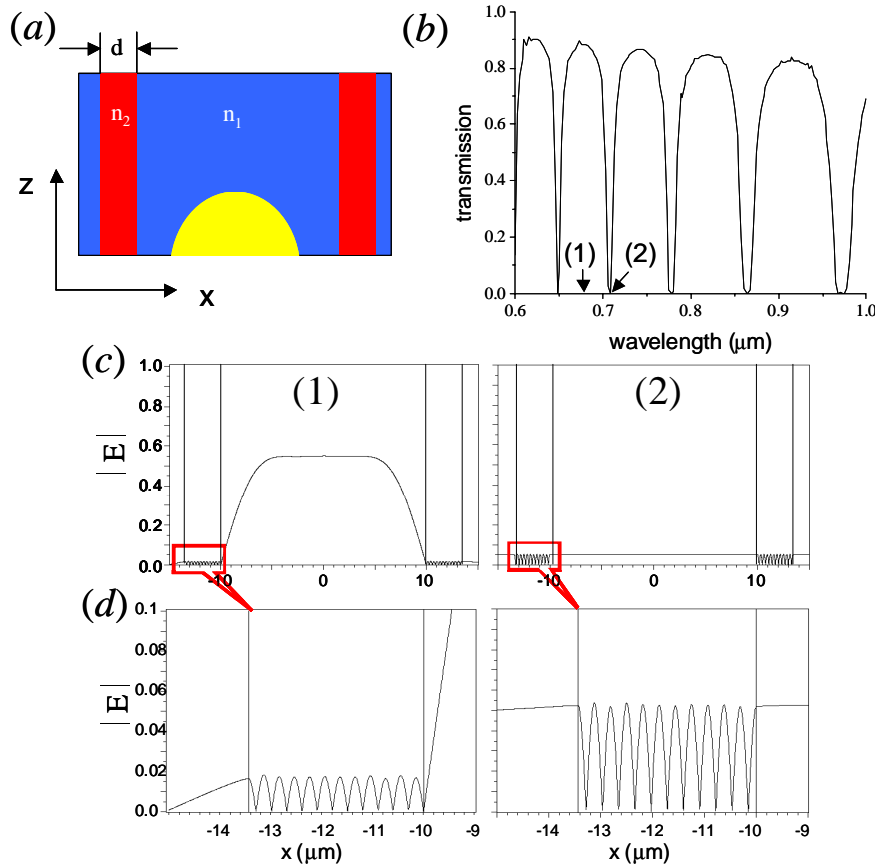 (a)
d
n2
n1
z
x
(b)
transmission
1.0
0.8
0.6
0.4
0.2
0.0
(1) (2)
0.6 0.7 0.8 0.9 1.0
wavelength (μm)
(c)
|E|
1.0
0.8
0.6
0.4
0.2
0.0
(1)
-10 0 10
(2)
-10 0 10
(d)
|E|
0.1
0.08
0.06
0.04
0.02
0.0
-14 -13 -12 -11 -10 -9
x (μm)
-14 -13 -12 -11 -10 -9
x (μm)